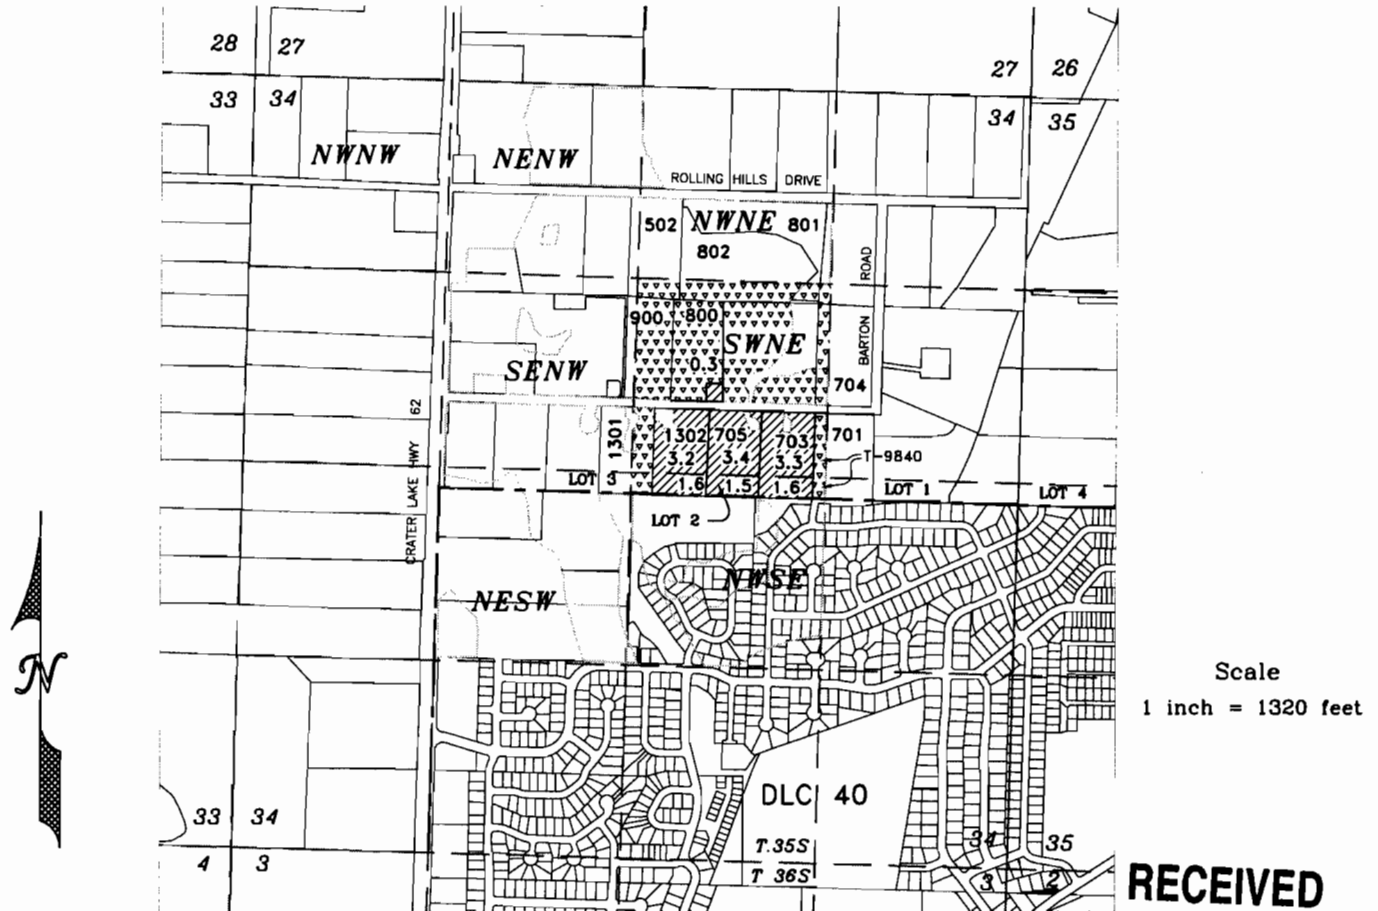 28 27
27 26
33 34
34 35
NWNW
NENW
ROLLING HILLS DRIVE
502 NWNE 801
802
BARTON ROAD
900 800
SWNE
SENW
0.3
704
CRATER LAKE HWY 62
1301
1302 705 703 701
3.2 3.4 3.3
T-9840
LOT 3
1.6 1.5 1.6
LOT 1 LOT 4
LOT 2
NWSE
NESW
N
Scale
1 inch = 1320 feet
DLC 40
33 34
34 35
T.35S
T 36S
4 3
3 2
RECEIVED